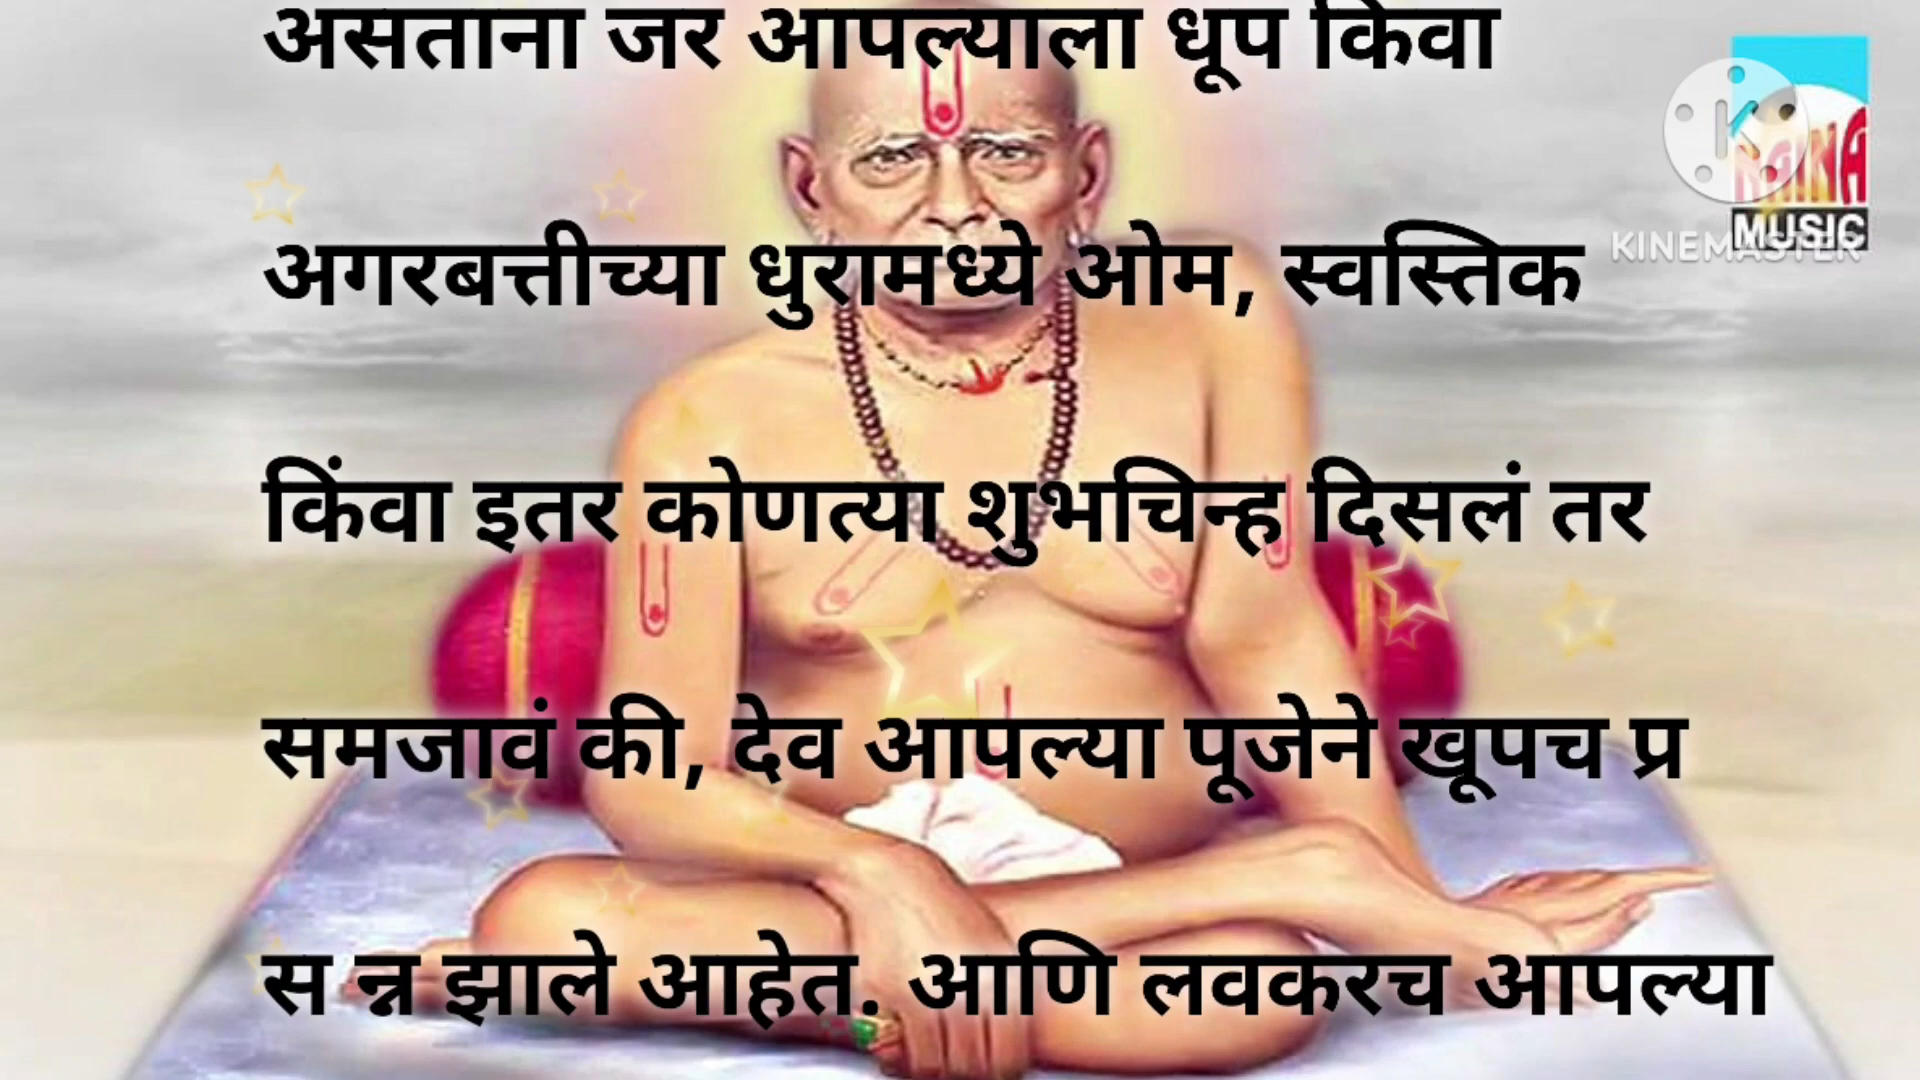 असताना जर आपल्याला धूप किंवा
अगरबत्तीच्या धुरामध्ये ओम, स्वस्तिक
किंवा इतर कोणत्या शुभचिन्ह दिसलं तर
समजावं की, देव आपल्या पूजेने खूपच प्र
स न्न झाले आहेत. आणि लवकरच आपल्या
K
NAINA
MUSIC
KINEMASTER